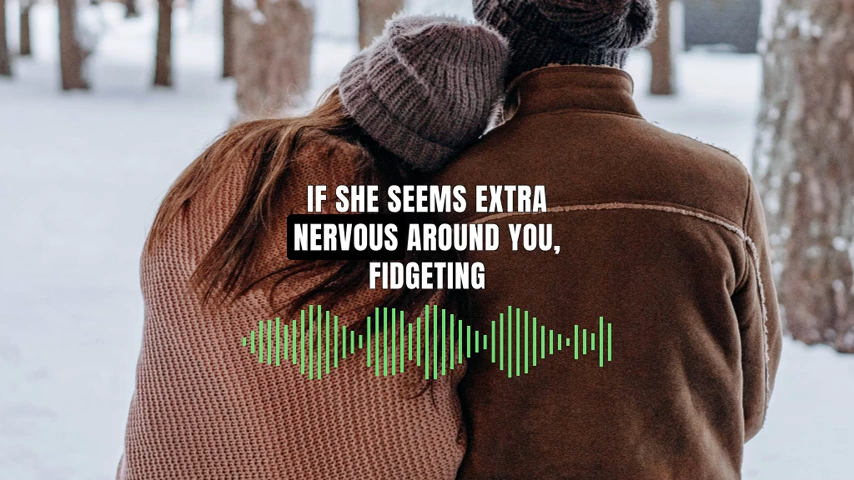 IF SHE SEEMS EXTRA
NERVOUS AROUND YOU,
FIDGETING